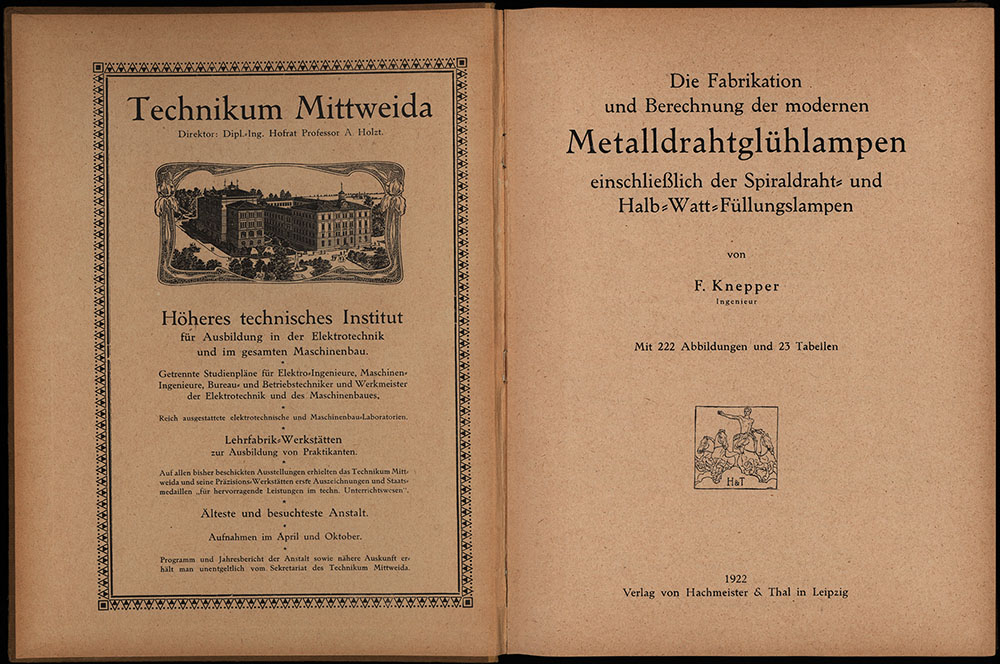 Technikum Mittweida
Direktor: Dipl.-Ing. Hofrat Professor A. Holzt.
Höheres technisches Institut
für Ausbildung in der Elektrotechnik
und im gesamten Maschinenbau.
Getrennte Studienpläne für Elektro-Ingenieure, Maschinen-
Ingenieure, Bureau- und Betriebstechniker und Werkmeister
der Elektrotechnik und des Maschinenbaues.
Reich ausgestattete elektrotechnische und Maschinenbau-Laboratorien.
Lehrfabrik-Werkstätten
zur Ausbildung von Praktikanten.
Auf allen bisher beschickten Ausstellungen erhielten das Technikum Mitt-
weida und seine Präzisions-Werkstätten erste Auszeichnungen und Staats-
medaillen „für hervorragende Leistungen im techn. Unterrichtswesen“.
Älteste und besuchteste Anstalt.
Aufnahmen im April und Oktober.
Programm und Jahresbericht der Anstalt sowie nähere Auskunft er-
hält man unentgeltlich vom Sekretariat des Technikum Mittweida.
Die Fabrikation
und Berechnung der modernen
Metalldrahtglühlampen
einschließlich der Spiraldraht- und
Halb-Watt-Füllungslampen
von
F. Knepper
Ingenieur
Mit 222 Abbildungen und 23 Tabellen
H&T
1922
Verlag von Hachmeister & Thal in Leipzig